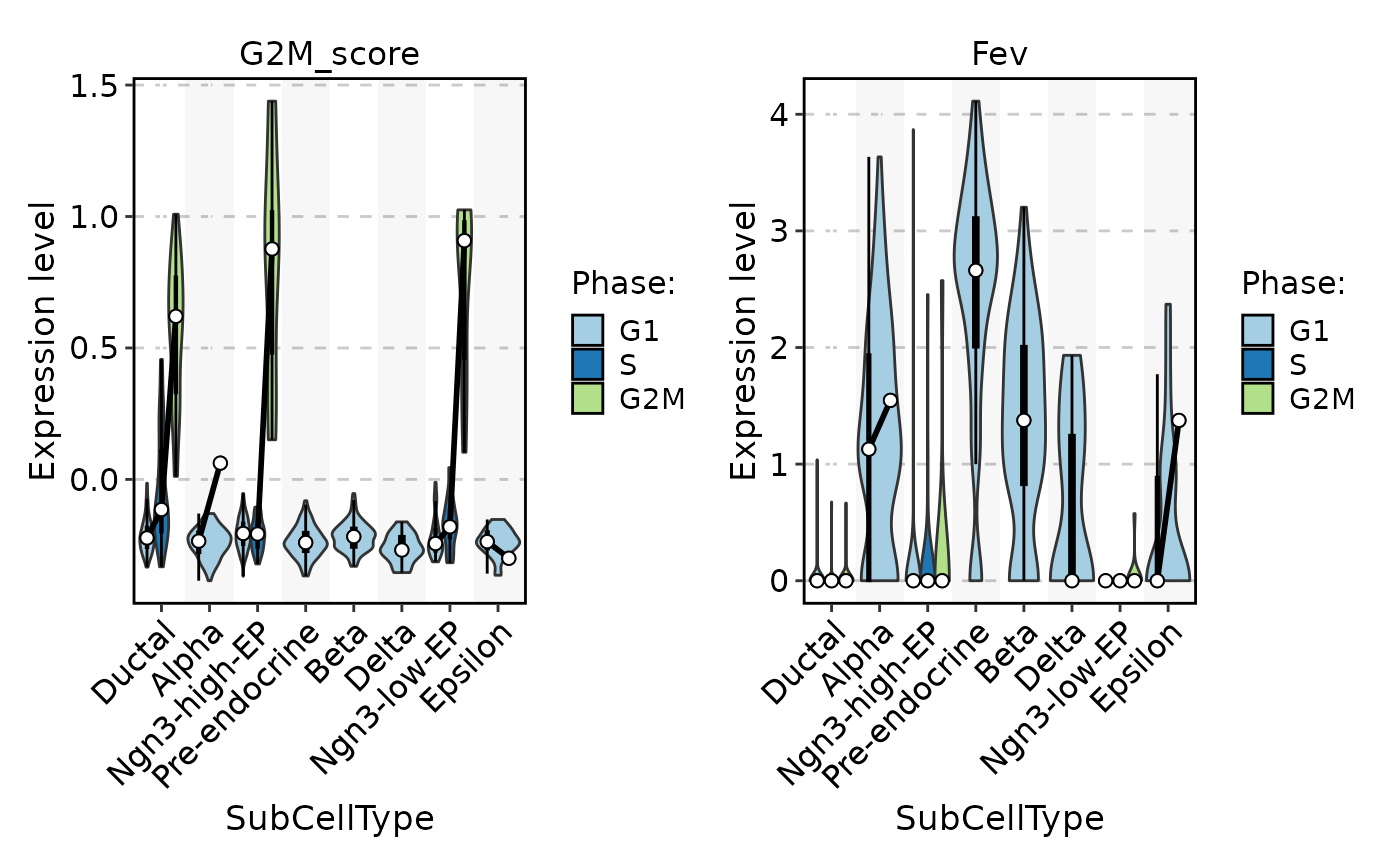 G2M_score
Expression level
1.5
1.0
0.5
0.0
Ductal
Alpha
Ngn3-high-EP
Pre-endocrine
Beta
Delta
Ngn3-low-EP
Epsilon
SubCellType
Phase:
G1
S
G2M
Fev
Expression level
4
3
2
1
0
Ductal
Alpha
Ngn3-high-EP
Pre-endocrine
Beta
Delta
Ngn3-low-EP
Epsilon
SubCellType
Phase:
G1
S
G2M